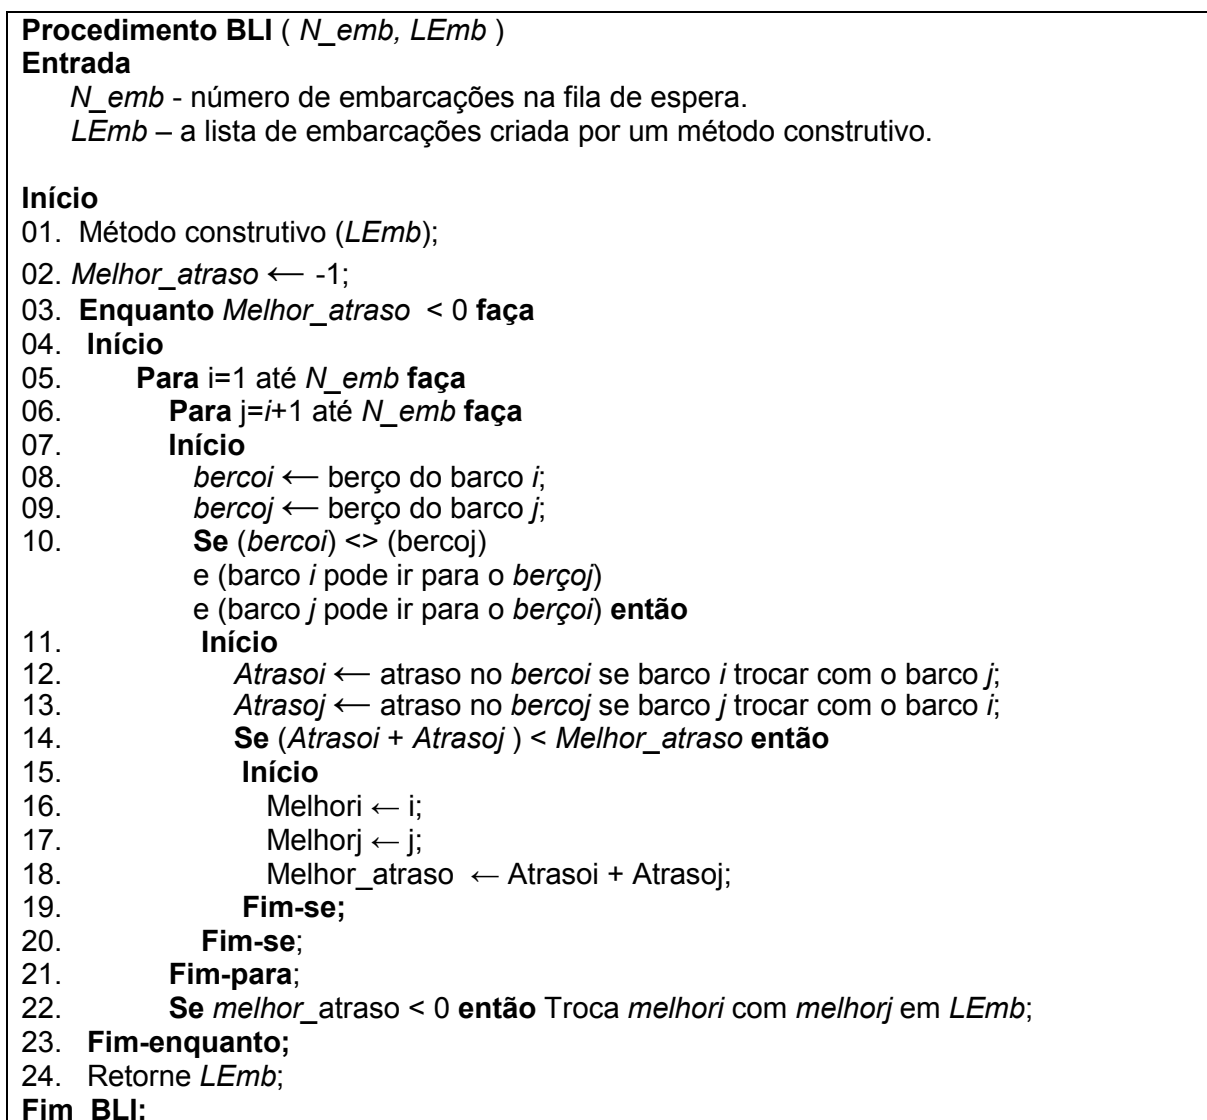 Procedimento BLI ( N_emb, LEmb )
Entrada
N_emb - número de embarcações na fila de espera.
LEmb – a lista de embarcações criada por um método construtivo.
Início
01. Método construtivo (LEmb);
02. Melhor_atraso ← -1;
03. Enquanto Melhor_atraso < 0 faça
04. Início
05. Para i=1 até N_emb faça
06. Para j=i+1 até N_emb faça
07. Início
08. bercoi ← berço do barco i;
09. bercoj ← berço do barco j;
10. Se (bercoi) <> (bercoj)
e (barco i pode ir para o berçoj)
e (barco j pode ir para o berçoi) então
11. Início
12. Atrasoi ← atraso no bercoi se barco i trocar com o barco j;
13. Atrasoj ← atraso no bercoj se barco j trocar com o barco i;
14. Se (Atrasoi + Atrasoj ) < Melhor_atraso então
15. Início
16. Melhori ← i;
17. Melhorj ← j;
18. Melhor_atraso ← Atrasoi + Atrasoj;
19. Fim-se;
20. Fim-se;
21. Fim-para;
22. Se melhor_atraso < 0 então Troca melhori com melhorj em LEmb;
23. Fim-enquanto;
24. Retorne LEmb;
Fim BLI;